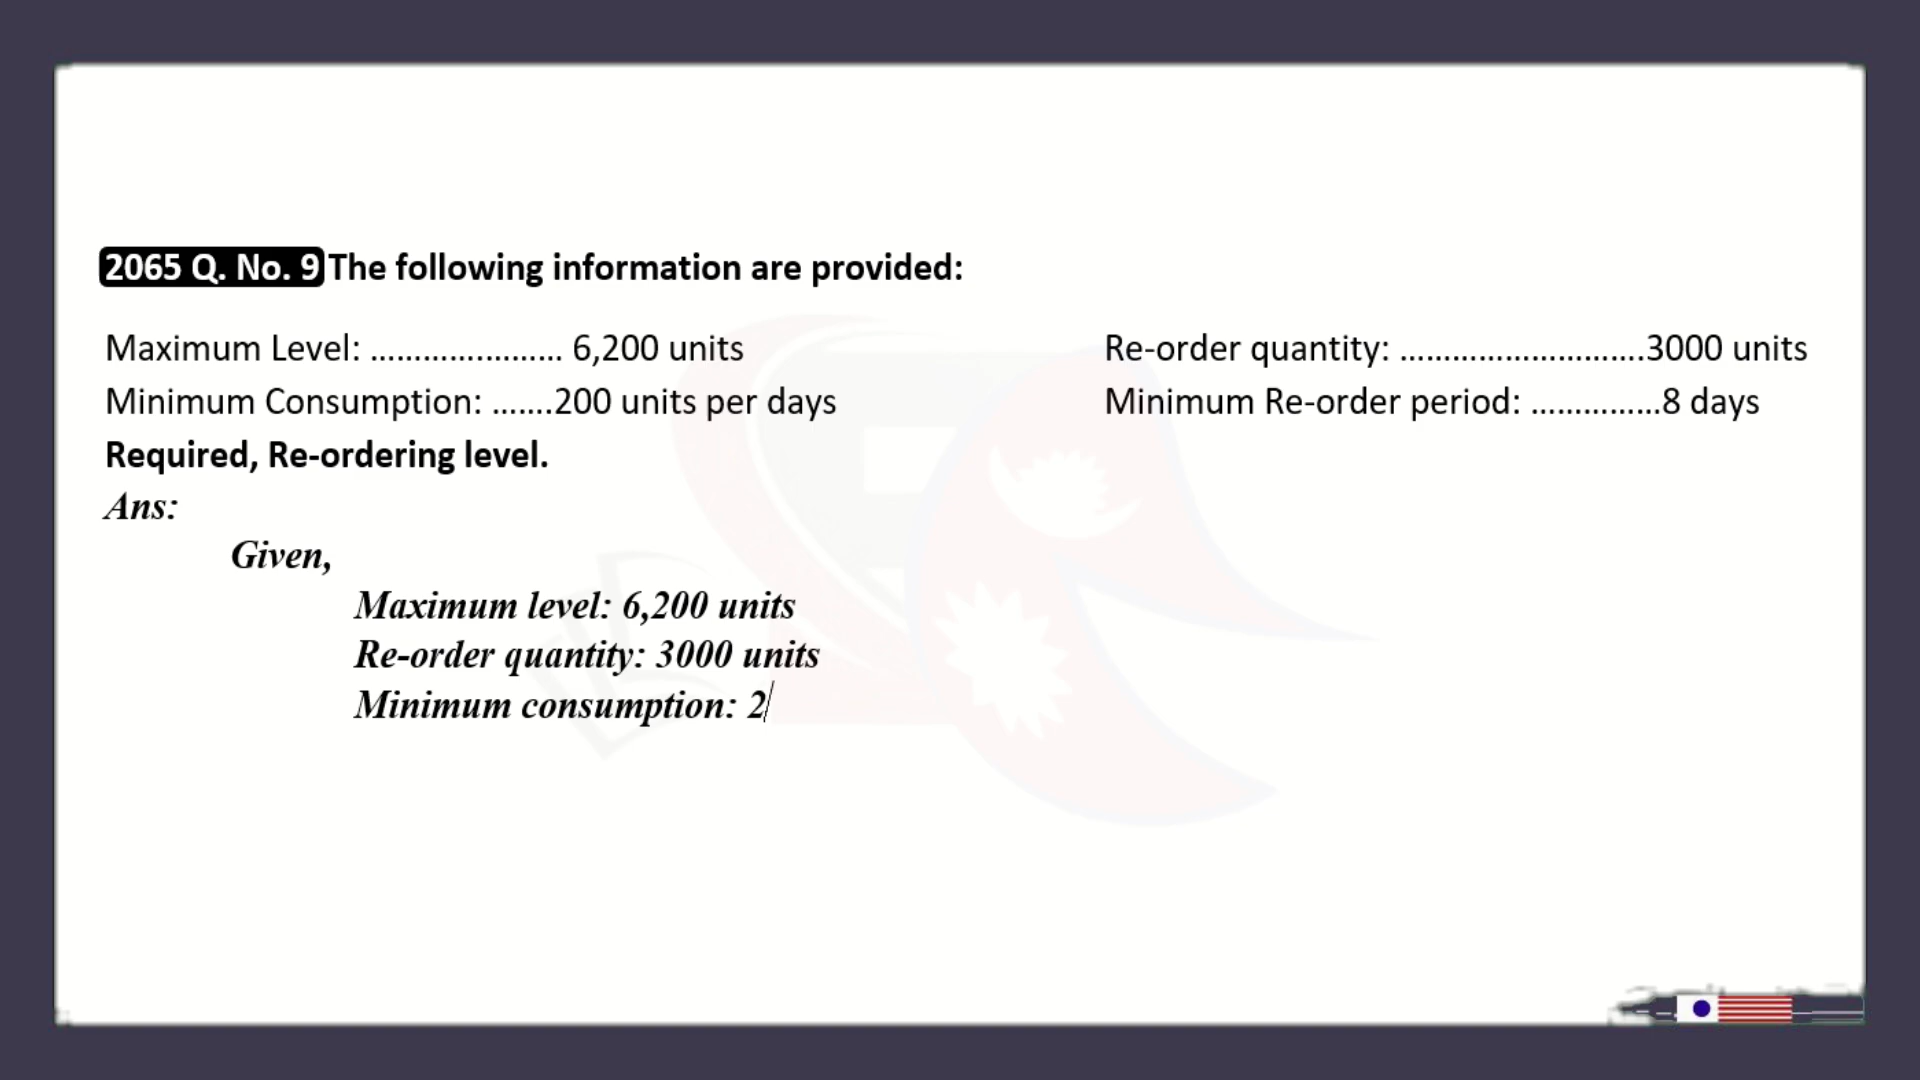 2065 Q. No. 9 The following information are provided:
Maximum Level: ...................... 6,200 units
Re-order quantity: ............................3000 units
Minimum Consumption: .......200 units per days
Minimum Re-order period: ...............8 days
Required, Re-ordering level.
Ans:
Given,
Maximum level: 6,200 units
Re-order quantity: 3000 units
Minimum consumption: 2